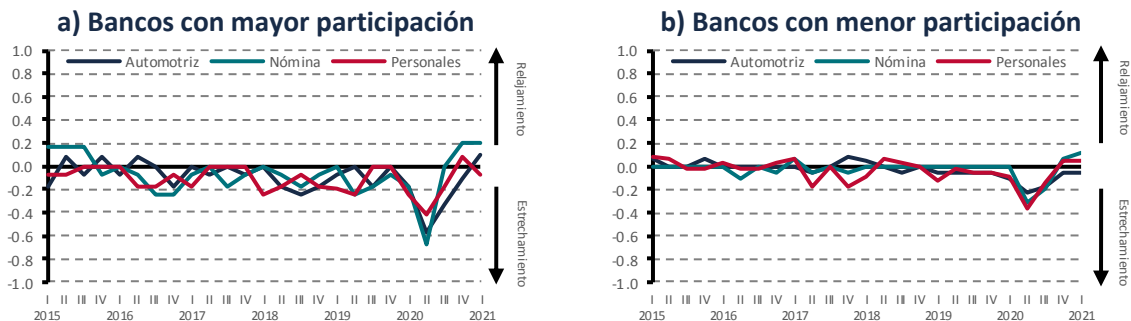 a) Bancos con mayor participación
1.0
0.8
0.6
0.4
0.2
0.0
-0.2
-0.4
-0.6
-0.8
-1.0
Automotriz Nómina Personales
Relajamiento
Estrechamiento
I II III IV I II III IV I II III IV I II III IV I II III IV I II III IV I
2015 2016 2017 2018 2019 2020 2021
b) Bancos con menor participación
1.0
0.8
0.6
0.4
0.2
0.0
-0.2
-0.4
-0.6
-0.8
-1.0
Automotriz Nómina Personales
Relajamiento
Estrechamiento
I II III IV I II III IV I II III IV I II III IV I II III IV I II III IV I
2015 2016 2017 2018 2019 2020 2021